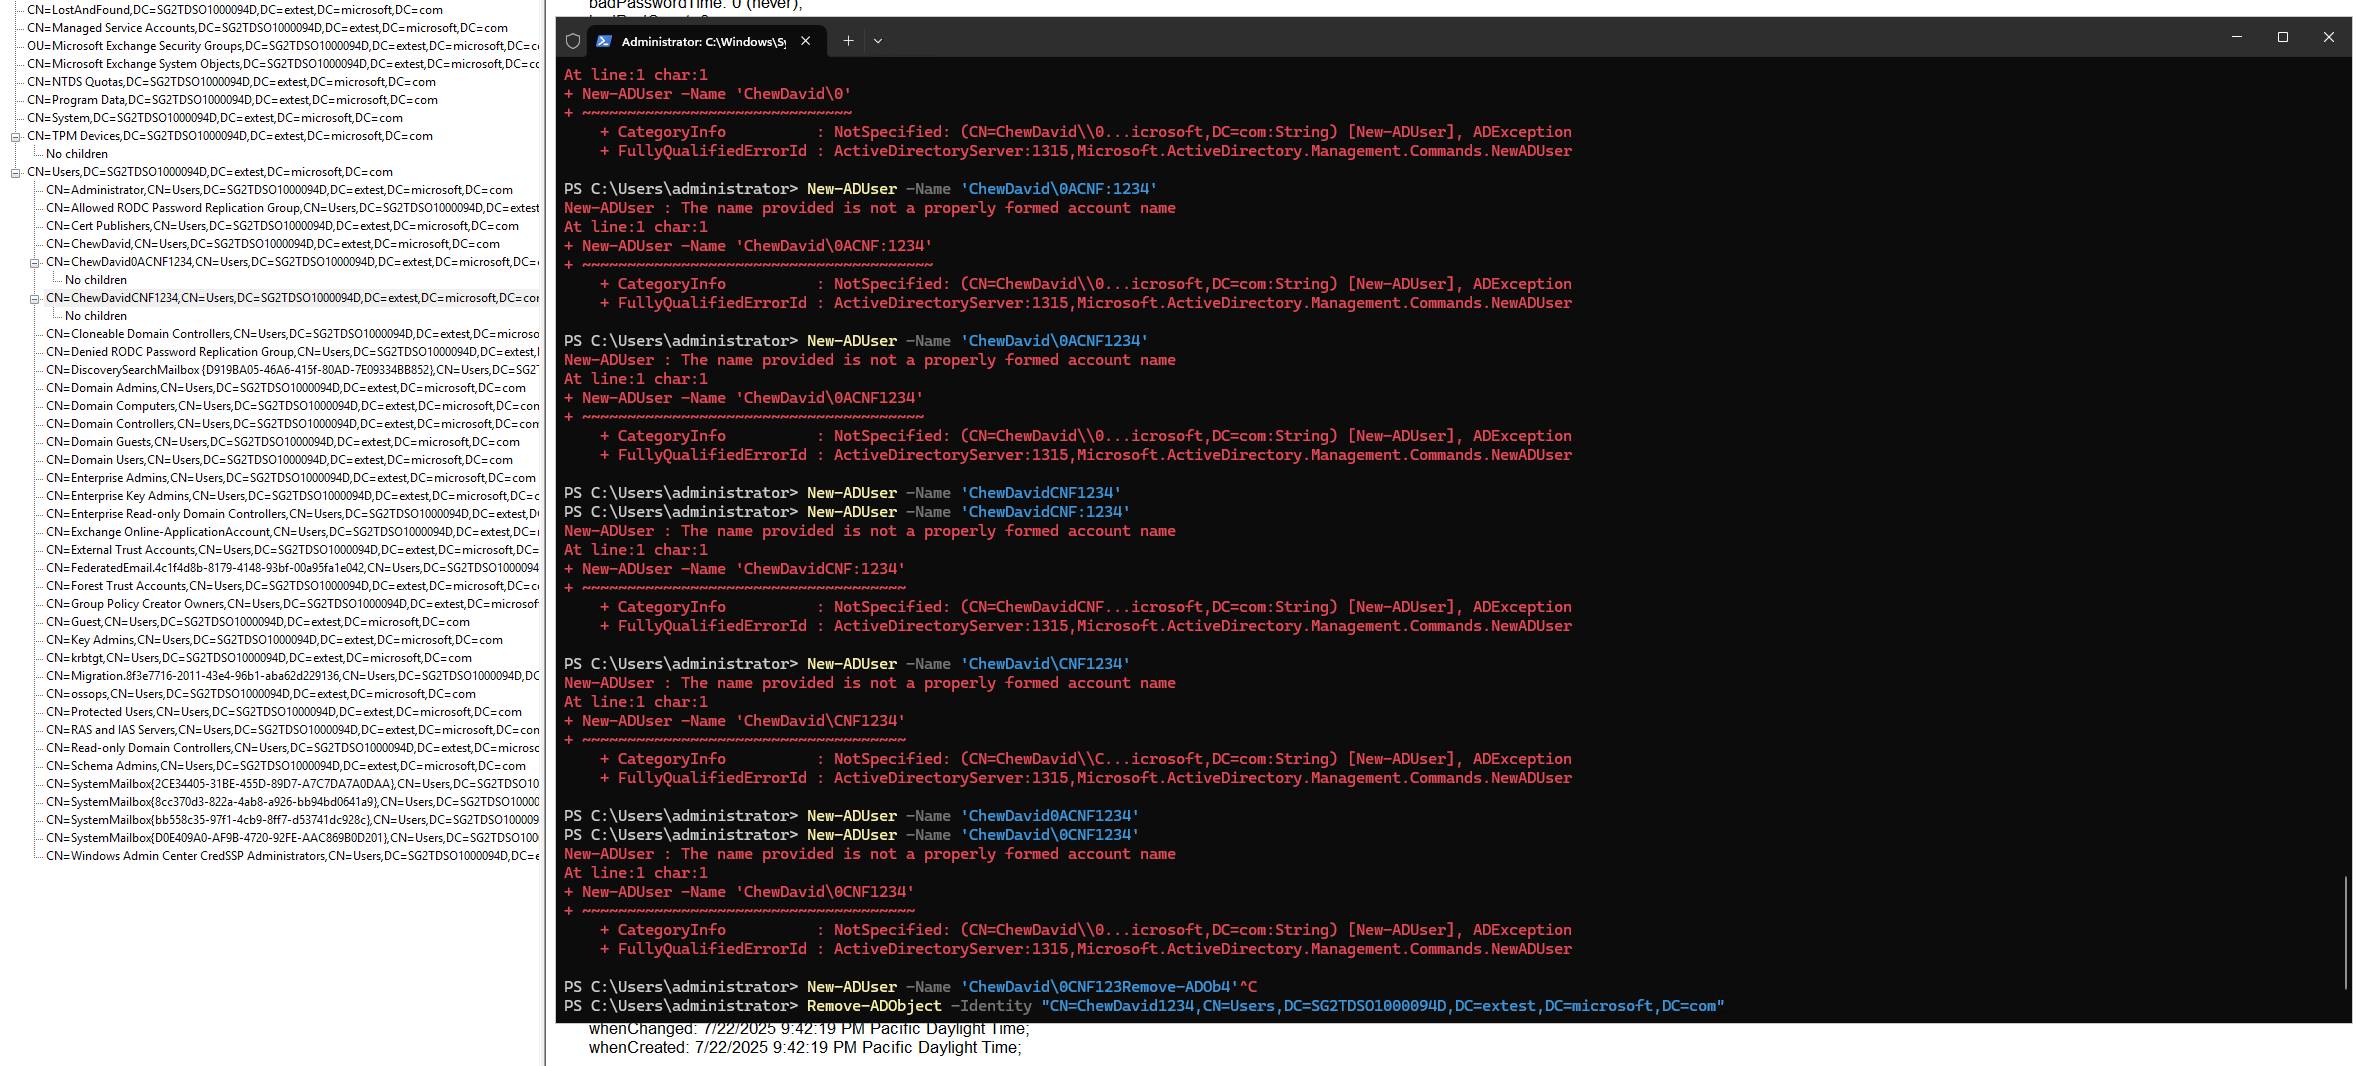 CN=LostAndFound,DC=SG2TDSO1000094D,DC=extest,DC=microsoft,DC=com
CN=Managed Service Accounts,DC=SG2TDSO1000094D,DC=extest,DC=microsoft,DC=com
OU=Microsoft Exchange Security Groups,DC=SG2TDSO1000094D,DC=extest,DC=microsoft,DC=com
CN=Microsoft Exchange System Objects,DC=SG2TDSO1000094D,DC=extest,DC=microsoft,DC=cc
CN=NTDS Quotas,DC=SG2TDSO1000094D,DC=extest,DC=microsoft,DC=com
CN=Program Data,DC=SG2TDSO1000094D,DC=extest,DC=microsoft,DC=com
CN=System,DC=SG2TDSO1000094D,DC=extest,DC=microsoft,DC=com
CN=TPM Devices,DC=SG2TDSO1000094D,DC=extest,DC=microsoft,DC=com
No children
CN=Users,DC=SG2TDSO1000094D,DC=extest,DC=microsoft,DC=com
CN=Administrator,CN=Users,DC=SG2TDSO1000094D,DC=extest,DC=microsoft,DC=com
CN=Allowed RODC Password Replication Group,CN=Users,DC=SG2TDSO1000094D,DC=extest
CN=Cert Publishers,CN=Users,DC=SG2TDSO1000094D,DC=extest,DC=microsoft,DC=com
CN=ChewDavid,CN=Users,DC=SG2TDSO1000094D,DC=extest,DC=microsoft,DC=com
CN=ChewDavid0ACNF1234,CN=Users,DC=SG2TDSO1000094D,DC=extest,DC=microsoft,DC=
No children
CN=ChewDavidCNF1234,CN=Users,DC=SG2TDSO1000094D,DC=extest,DC=microsoft,DC=cor
No children
CN=Cloneable Domain Controllers,CN=Users,DC=SG2TDSO1000094D,DC=extest,DC=microso
CN=Denied RODC Password Replication Group,CN=Users,DC=SG2TDSO1000094D,DC=extest,
CN=DiscoverySearchMailbox {D919BA05-46A6-415f-80AD-7E09334BB852},CN=Users,DC=SG2T
CN=Domain Admins,CN=Users,DC=SG2TDSO1000094D,DC=extest,DC=microsoft,DC=com
CN=Domain Computers,CN=Users,DC=SG2TDSO1000094D,DC=extest,DC=microsoft,DC=con
CN=Domain Controllers,CN=Users,DC=SG2TDSO1000094D,DC=extest,DC=microsoft,DC=com
CN=Domain Guests,CN=Users,DC=SG2TDSO1000094D,DC=extest,DC=microsoft,DC=com
CN=Domain Users,CN=Users,DC=SG2TDSO1000094D,DC=extest,DC=microsoft,DC=com
CN=Enterprise Admins,CN=Users,DC=SG2TDSO1000094D,DC=extest,DC=microsoft,DC=com
CN=Enterprise Key Admins,CN=Users,DC=SG2TDSO1000094D,DC=extest,DC=microsoft,DC=c
CN=Enterprise Read-only Domain Controllers,CN=Users,DC=SG2TDSO1000094D,DC=extest,D
CN=Exchange Online-ApplicationAccount,CN=Users,DC=SG2TDSO1000094D,DC=extest,DC=r
CN=External Trust Accounts,CN=Users,DC=SG2TDSO1000094D,DC=extest,DC=microsoft,DC=
CN=FederatedEmail.4c1f4d8b-8179-4148-93bf-00a95fa1e042,CN=Users,DC=SG2TDSO1000094
CN=Forest Trust Accounts,CN=Users,DC=SG2TDSO1000094D,DC=extest,DC=microsoft,DC=c
CN=Group Policy Creator Owners,CN=Users,DC=SG2TDSO1000094D,DC=extest,DC=microsof
CN=Guest,CN=Users,DC=SG2TDSO1000094D,DC=extest,DC=microsoft,DC=com
CN=Key Admins,CN=Users,DC=SG2TDSO1000094D,DC=extest,DC=microsoft,DC=com
CN=krbtgt,CN=Users,DC=SG2TDSO1000094D,DC=extest,DC=microsoft,DC=com
CN=Migration.8f3e7716-2011-43e4-96b1-aba62d229136,CN=Users,DC=SG2TDSO1000094D,DC
CN=ossops,CN=Users,DC=SG2TDSO1000094D,DC=extest,DC=microsoft,DC=com
CN=Protected Users,CN=Users,DC=SG2TDSO1000094D,DC=extest,DC=microsoft,DC=com
CN=RAS and IAS Servers,CN=Users,DC=SG2TDSO1000094D,DC=extest,DC=microsoft,DC=con
CN=Read-only Domain Controllers,CN=Users,DC=SG2TDSO1000094D,DC=extest,DC=microsc
CN=Schema Admins,CN=Users,DC=SG2TDSO1000094D,DC=extest,DC=microsoft,DC=com
CN=SystemMailbox{2CE34405-31BE-455D-89D7-A7C7DA7A0DAA},CN=Users,DC=SG2TDSO10
CN=SystemMailbox{8cc370d3-822a-4ab8-a926-bb94bd0641a9},CN=Users,DC=SG2TDSO10000
CN=SystemMailbox{bb558c35-97f1-4cb9-8ff7-d53741dc928c},CN=Users,DC=SG2TDSO100009
CN=SystemMailbox{D0E409A0-AF9B-4720-92FE-AAC869B0D201},CN=Users,DC=SG2TDSO100
CN=Windows Admin Center CredSSP Administrators,CN=Users,DC=SG2TDSO1000094D,DC=e
badPasswordTime: 0 (never);
Administrator: C:\Windows\Sy
At line:1 char:1
+ New-ADUser -Name 'ChewDavid\0'
+ ~~~~~~~~~~~~~~~~~~~~~~~~~~~~~~
+ CategoryInfo : NotSpecified: (CN=ChewDavid\\0...icrosoft,DC=com:String) [New-ADUser], ADException
+ FullyQualifiedErrorId : ActiveDirectoryServer:1315,Microsoft.ActiveDirectory.Management.Commands.NewADUser
PS C:\Users\administrator> New-ADUser -Name 'ChewDavid\0ACNF:1234'
New-ADUser : The name provided is not a properly formed account name
At line:1 char:1
+ New-ADUser -Name 'ChewDavid\0ACNF:1234'
+ ~~~~~~~~~~~~~~~~~~~~~~~~~~~~~~~~~~~~~~~
+ CategoryInfo : NotSpecified: (CN=ChewDavid\\0...icrosoft,DC=com:String) [New-ADUser], ADException
+ FullyQualifiedErrorId : ActiveDirectoryServer:1315,Microsoft.ActiveDirectory.Management.Commands.NewADUser
PS C:\Users\administrator> New-ADUser -Name 'ChewDavid\0ACNF1234'
New-ADUser : The name provided is not a properly formed account name
At line:1 char:1
+ New-ADUser -Name 'ChewDavid\0ACNF1234'
+ ~~~~~~~~~~~~~~~~~~~~~~~~~~~~~~~~~~~~~~
+ CategoryInfo : NotSpecified: (CN=ChewDavid\\0...icrosoft,DC=com:String) [New-ADUser], ADException
+ FullyQualifiedErrorId : ActiveDirectoryServer:1315,Microsoft.ActiveDirectory.Management.Commands.NewADUser
PS C:\Users\administrator> New-ADUser -Name 'ChewDavidCNF1234'
PS C:\Users\administrator> New-ADUser -Name 'ChewDavidCNF:1234'
New-ADUser : The name provided is not a properly formed account name
At line:1 char:1
+ New-ADUser -Name 'ChewDavidCNF:1234'
+ ~~~~~~~~~~~~~~~~~~~~~~~~~~~~~~~~~~~~
+ CategoryInfo : NotSpecified: (CN=ChewDavidCNF...icrosoft,DC=com:String) [New-ADUser], ADException
+ FullyQualifiedErrorId : ActiveDirectoryServer:1315,Microsoft.ActiveDirectory.Management.Commands.NewADUser
PS C:\Users\administrator> New-ADUser -Name 'ChewDavid\CNF1234'
New-ADUser : The name provided is not a properly formed account name
At line:1 char:1
+ New-ADUser -Name 'ChewDavid\CNF1234'
+ ~~~~~~~~~~~~~~~~~~~~~~~~~~~~~~~~~~~~
+ CategoryInfo : NotSpecified: (CN=ChewDavid\\C...icrosoft,DC=com:String) [New-ADUser], ADException
+ FullyQualifiedErrorId : ActiveDirectoryServer:1315,Microsoft.ActiveDirectory.Management.Commands.NewADUser
PS C:\Users\administrator> New-ADUser -Name 'ChewDavid0ACNF1234'
PS C:\Users\administrator> New-ADUser -Name 'ChewDavid\0CNF1234'
New-ADUser : The name provided is not a properly formed account name
At line:1 char:1
+ New-ADUser -Name 'ChewDavid\0CNF1234'
+ ~~~~~~~~~~~~~~~~~~~~~~~~~~~~~~~~~~~~~
+ CategoryInfo : NotSpecified: (CN=ChewDavid\\0...icrosoft,DC=com:String) [New-ADUser], ADException
+ FullyQualifiedErrorId : ActiveDirectoryServer:1315,Microsoft.ActiveDirectory.Management.Commands.NewADUser
PS C:\Users\administrator> New-ADUser -Name 'ChewDavid\0CNF123Remove-ADOb4'^C
PS C:\Users\administrator> Remove-ADObject -Identity "CN=ChewDavid1234,CN=Users,DC=SG2TDSO1000094D,DC=extest,DC=microsoft,DC=com"
whenChanged: 7/22/2025 9:42:19 PM Pacific Daylight Time;
whenCreated: 7/22/2025 9:42:19 PM Pacific Daylight Time;